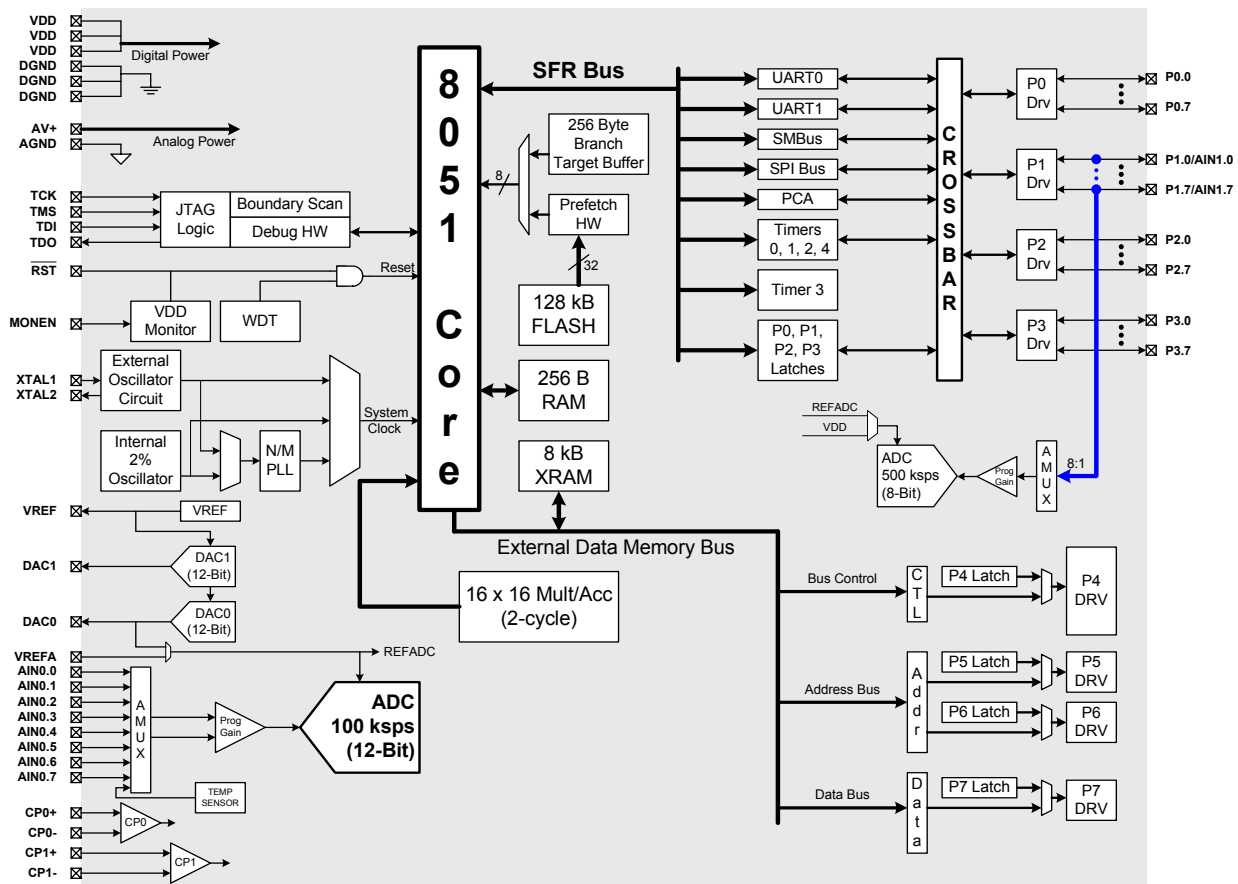 VDD
VDD
VDD
Digital Power
DGND
DGND
DGND
AV+
Analog Power
AGND
TCK
TMS
TDI
TDO
JTAG
Logic
Boundary Scan
Debug HW
RST
Reset
MONEN
VDD
Monitor
WDT
XTAL1
XTAL2
External
Oscillator
Circuit
Internal
2%
Oscillator
N/M
PLL
System
Clock
VREF
VREF
DAC1
DAC1
(12-Bit)
DAC0
DAC0
(12-Bit)
VREFA
REFADC
AIN0.0
AIN0.1
AIN0.2
AIN0.3
AIN0.4
AIN0.5
AIN0.6
AIN0.7
A
M
U
X
Prog
Gain
ADC
100 ksps
(12-Bit)
TEMP
SENSOR
CP0+
CP0-
CP0
CP1+
CP1-
CP1
8
0
5
1
C
o
r
e
SFR Bus
8
256 Byte
Branch
Target Buffer
Prefetch
HW
32
128 kB
FLASH
256 B
RAM
8 kB
XRAM
External Data Memory Bus
16 x 16 Mult/Acc
(2-cycle)
UART0
UART1
SMBus
SPI Bus
PCA
Timers
0, 1, 2, 4
Timer 3
P0, P1,
P2, P3
Latches
C
R
O
S
S
B
A
R
P0
Drv
P0.0
P0.7
P1
Drv
P1.0/AIN1.0
P1.7/AIN1.7
P2
Drv
P2.0
P2.7
P3
Drv
P3.0
P3.7
REFADC
VDD
ADC
500 ksps
(8-Bit)
Prog
Gain
A
M
U
X
8:1
Bus Control
C
T
L
P4 Latch
P4
DRV
Address Bus
A
d
d
r
P5 Latch
P5
DRV
P6 Latch
P6
DRV
Data Bus
D
a
t
a
P7 Latch
P7
DRV